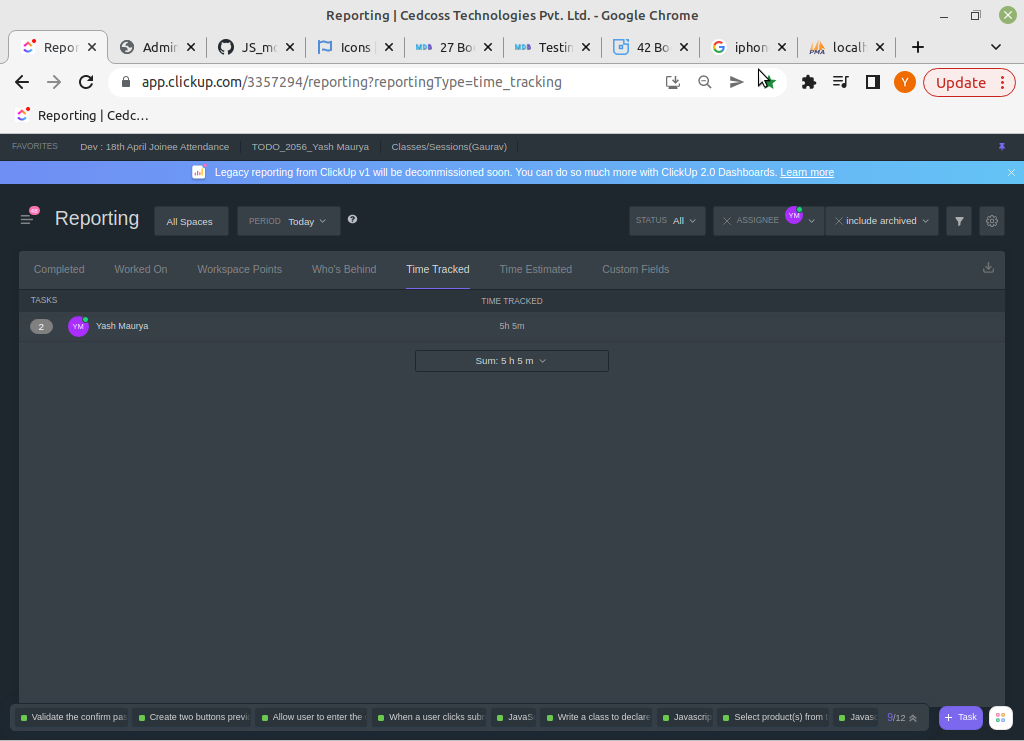 Reporting | Cedcoss Technologies Pvt. Ltd. - Google Chrome
Repor Admin JS_mo Icons 27 Bo Testin 42 Bo iphon localh
app.clickup.com/3357294/reporting?reportingType=time_tracking Y Update
Reporting | Cedc...
FAVORITES Dev : 18th April Joinee Attendance TODO_2056_Yash Maurya Classes/Sessions(Gaurav)
Legacy reporting from ClickUp v1 will be decommissioned soon. You can do so much more with ClickUp 2.0 Dashboards. Learn more
Reporting All Spaces PERIOD Today STATUS All ASSIGNEE YM include archived
Completed Worked On Workspace Points Who's Behind Time Tracked Time Estimated Custom Fields
TASKS TIME TRACKED
2 YM Yash Maurya 5h 5m
Sum: 5 h 5 m
Validate the confirm pas Create two buttons previ Allow user to enter the When a user clicks sub JavaS Write a class to declare Javascrip Select product(s) from Javasc 9/12 + Task